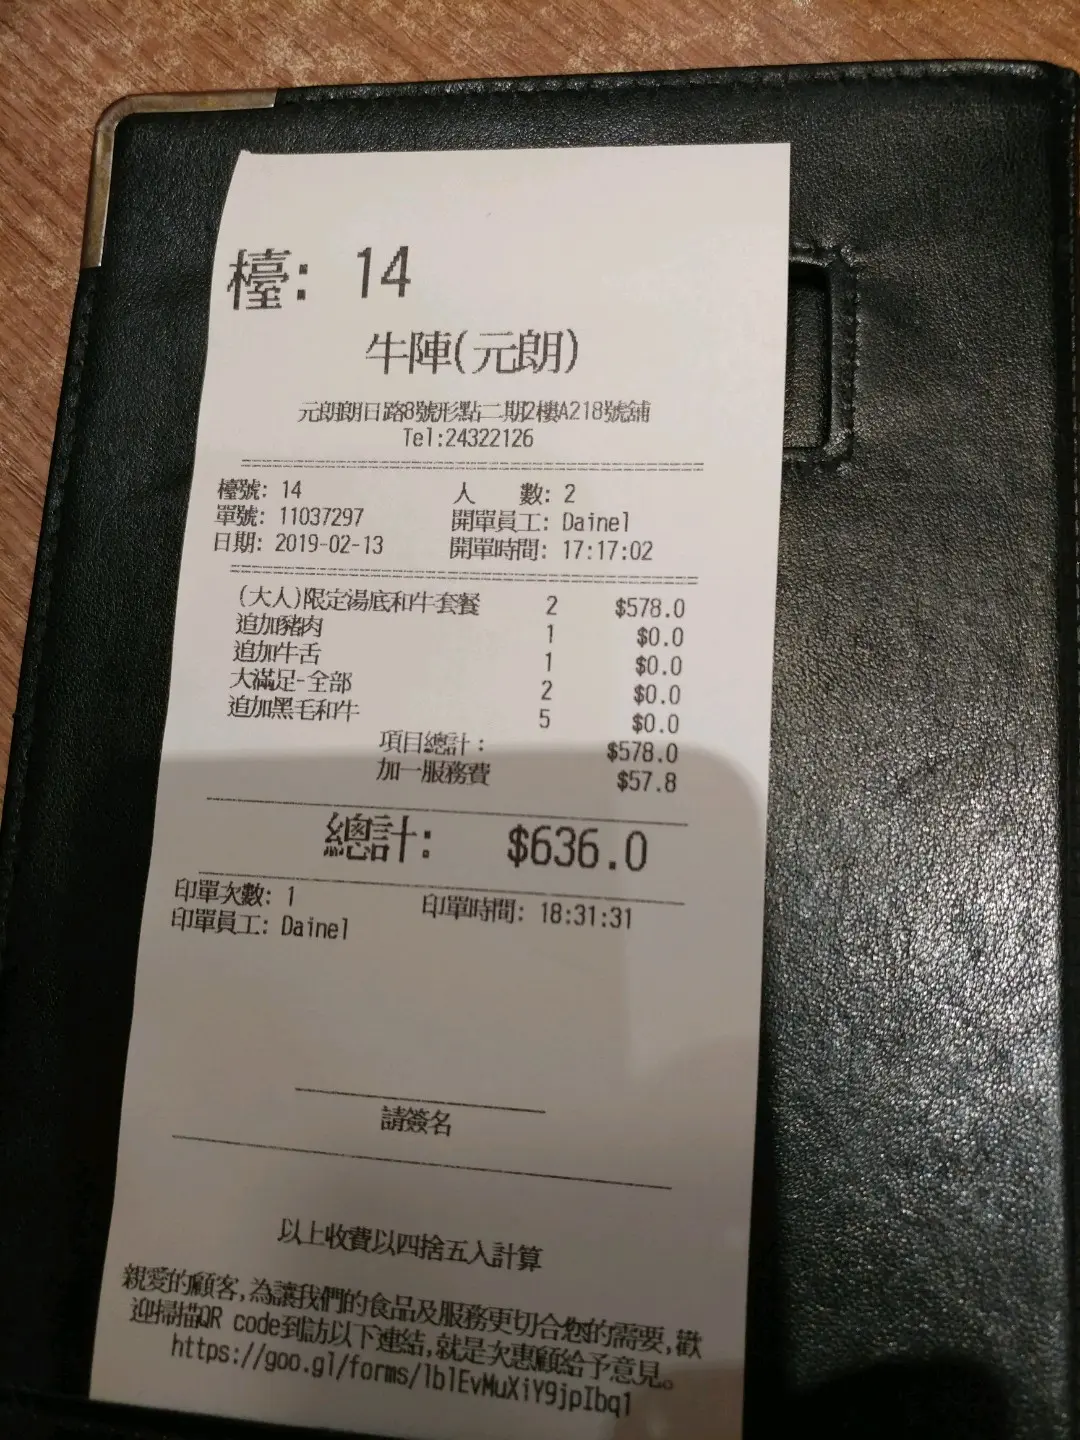 檯: 14
牛陣(元朗)
元朗朗日路8號形點二期2樓A218號舖
Tel:24322126
檯號: 14 人 數: 2
單號: 11037297 開單員工: Dainel
日期: 2019-02-13 開單時間: 17:17:02
(大人)限定湯底和牛套餐 2 $578.0
追加豬肉 1 $0.0
追加牛舌 1 $0.0
大滿足-全部 2 $0.0
追加黑毛和牛 5 $0.0
項目總計: $578.0
加一服務費 $57.8
總計: $636.0
印單次數: 1 印單時間: 18:31:31
印單員工: Dainel
請簽名
以上收費以四捨五入計算
親愛的顧客,為讓我們的食品及服務更切合您的需要,歡
迎掃描QR code到訪以下連結,就是次惠顧給予意見。
https://goo.gl/forms/lblEvMuXiY9jpIbq1